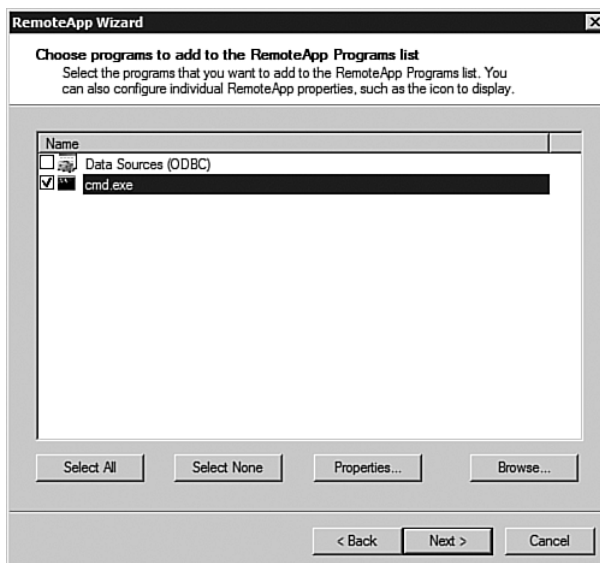 RemoteApp Wizard
Choose programs to add to the RemoteApp Programs list
Select the programs that you want to add to the RemoteApp Programs list. You
can also configure individual RemoteApp properties, such as the icon to display.
Name
Data Sources (ODBC)
cmd.exe
Select All Select None Properties... Browse...
< Back Next > Cancel